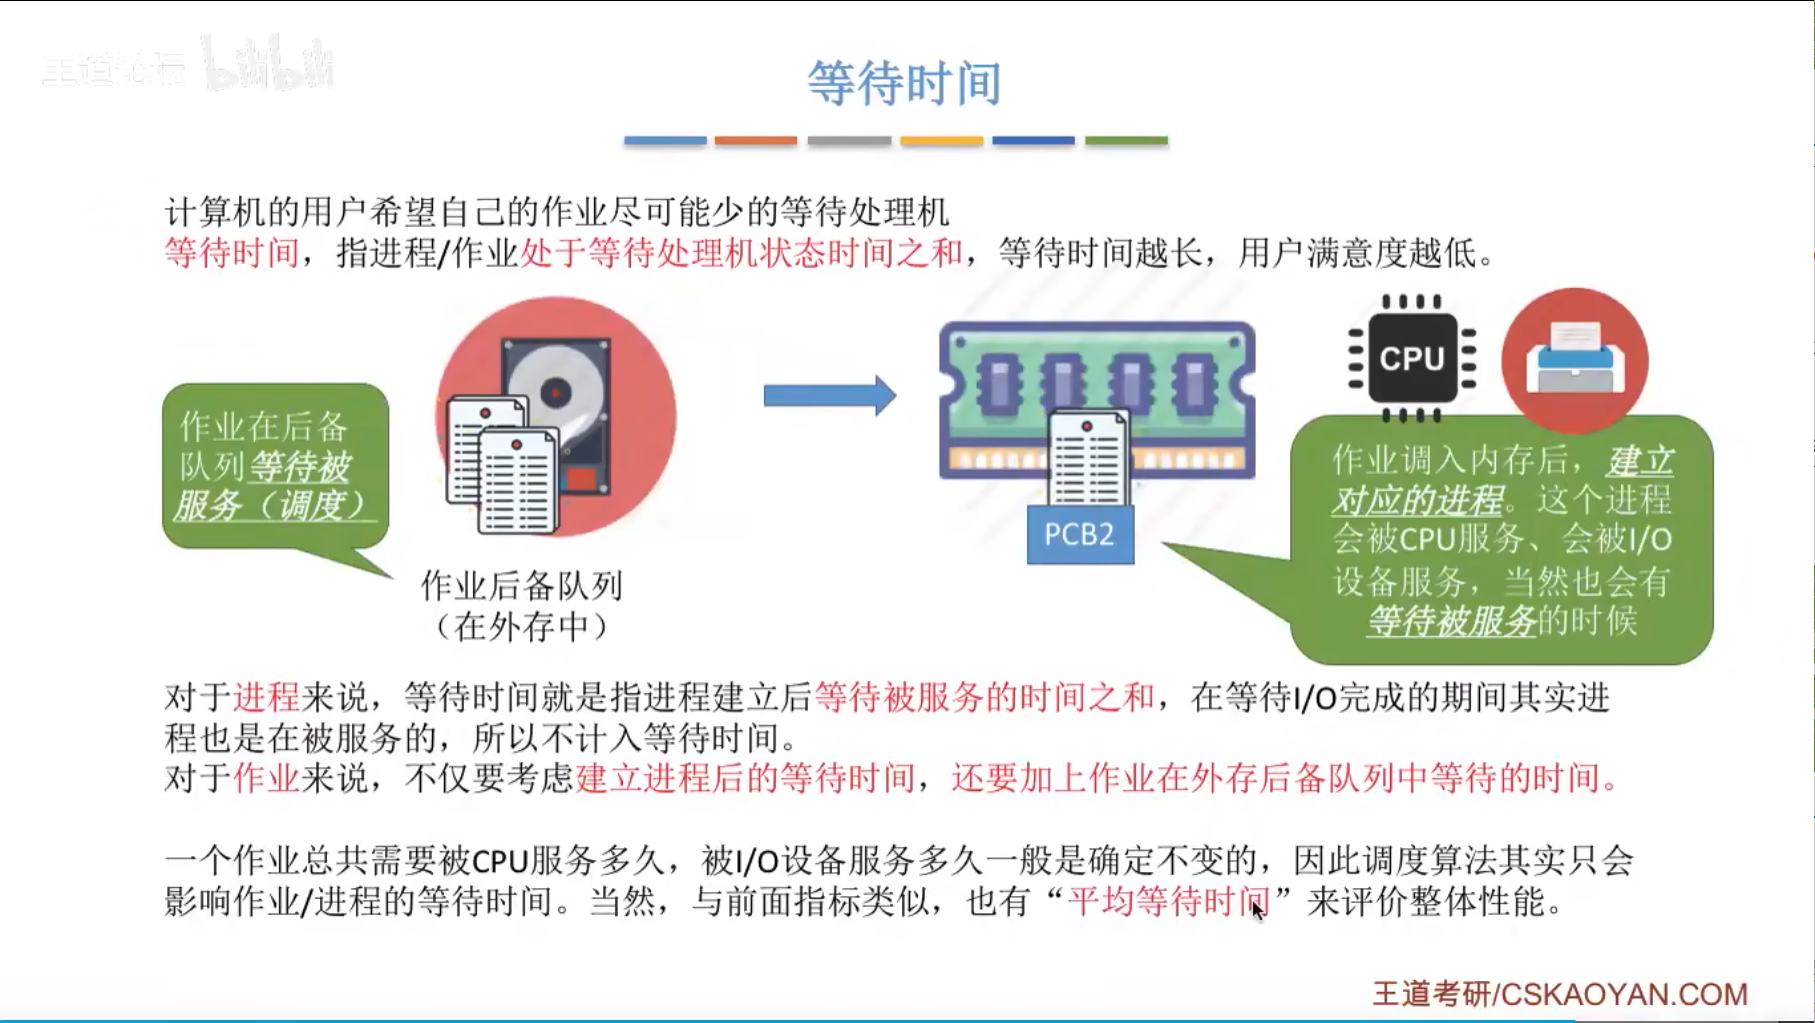 王道论坛 bilibili
等待时间
计算机的用户希望自己的作业尽可能少的等待处理机
等待时间，指进程/作业处于等待处理机状态时间之和，等待时间越长，用户满意度越低。
作业在后备
队列等待被
服务（调度）
作业后备队列
（在外存中）
PCB2
CPU
作业调入内存后，建立
对应的进程。这个进程
会被CPU服务、会被I/O
设备服务，当然也会有
等待被服务的时候
对于进程来说，等待时间就是指进程建立后等待被服务的时间之和，在等待I/O完成的期间其实进
程也是在被服务的，所以不计入等待时间。
对于作业来说，不仅要考虑建立进程后的等待时间，还要加上作业在外存后备队列中等待的时间。
一个作业总共需要被CPU服务多久，被I/O设备服务多久一般是确定不变的，因此调度算法其实只会
影响作业/进程的等待时间。当然，与前面指标类似，也有“平均等待时间”来评价整体性能。
王道考研/CSKAOYAN.COM